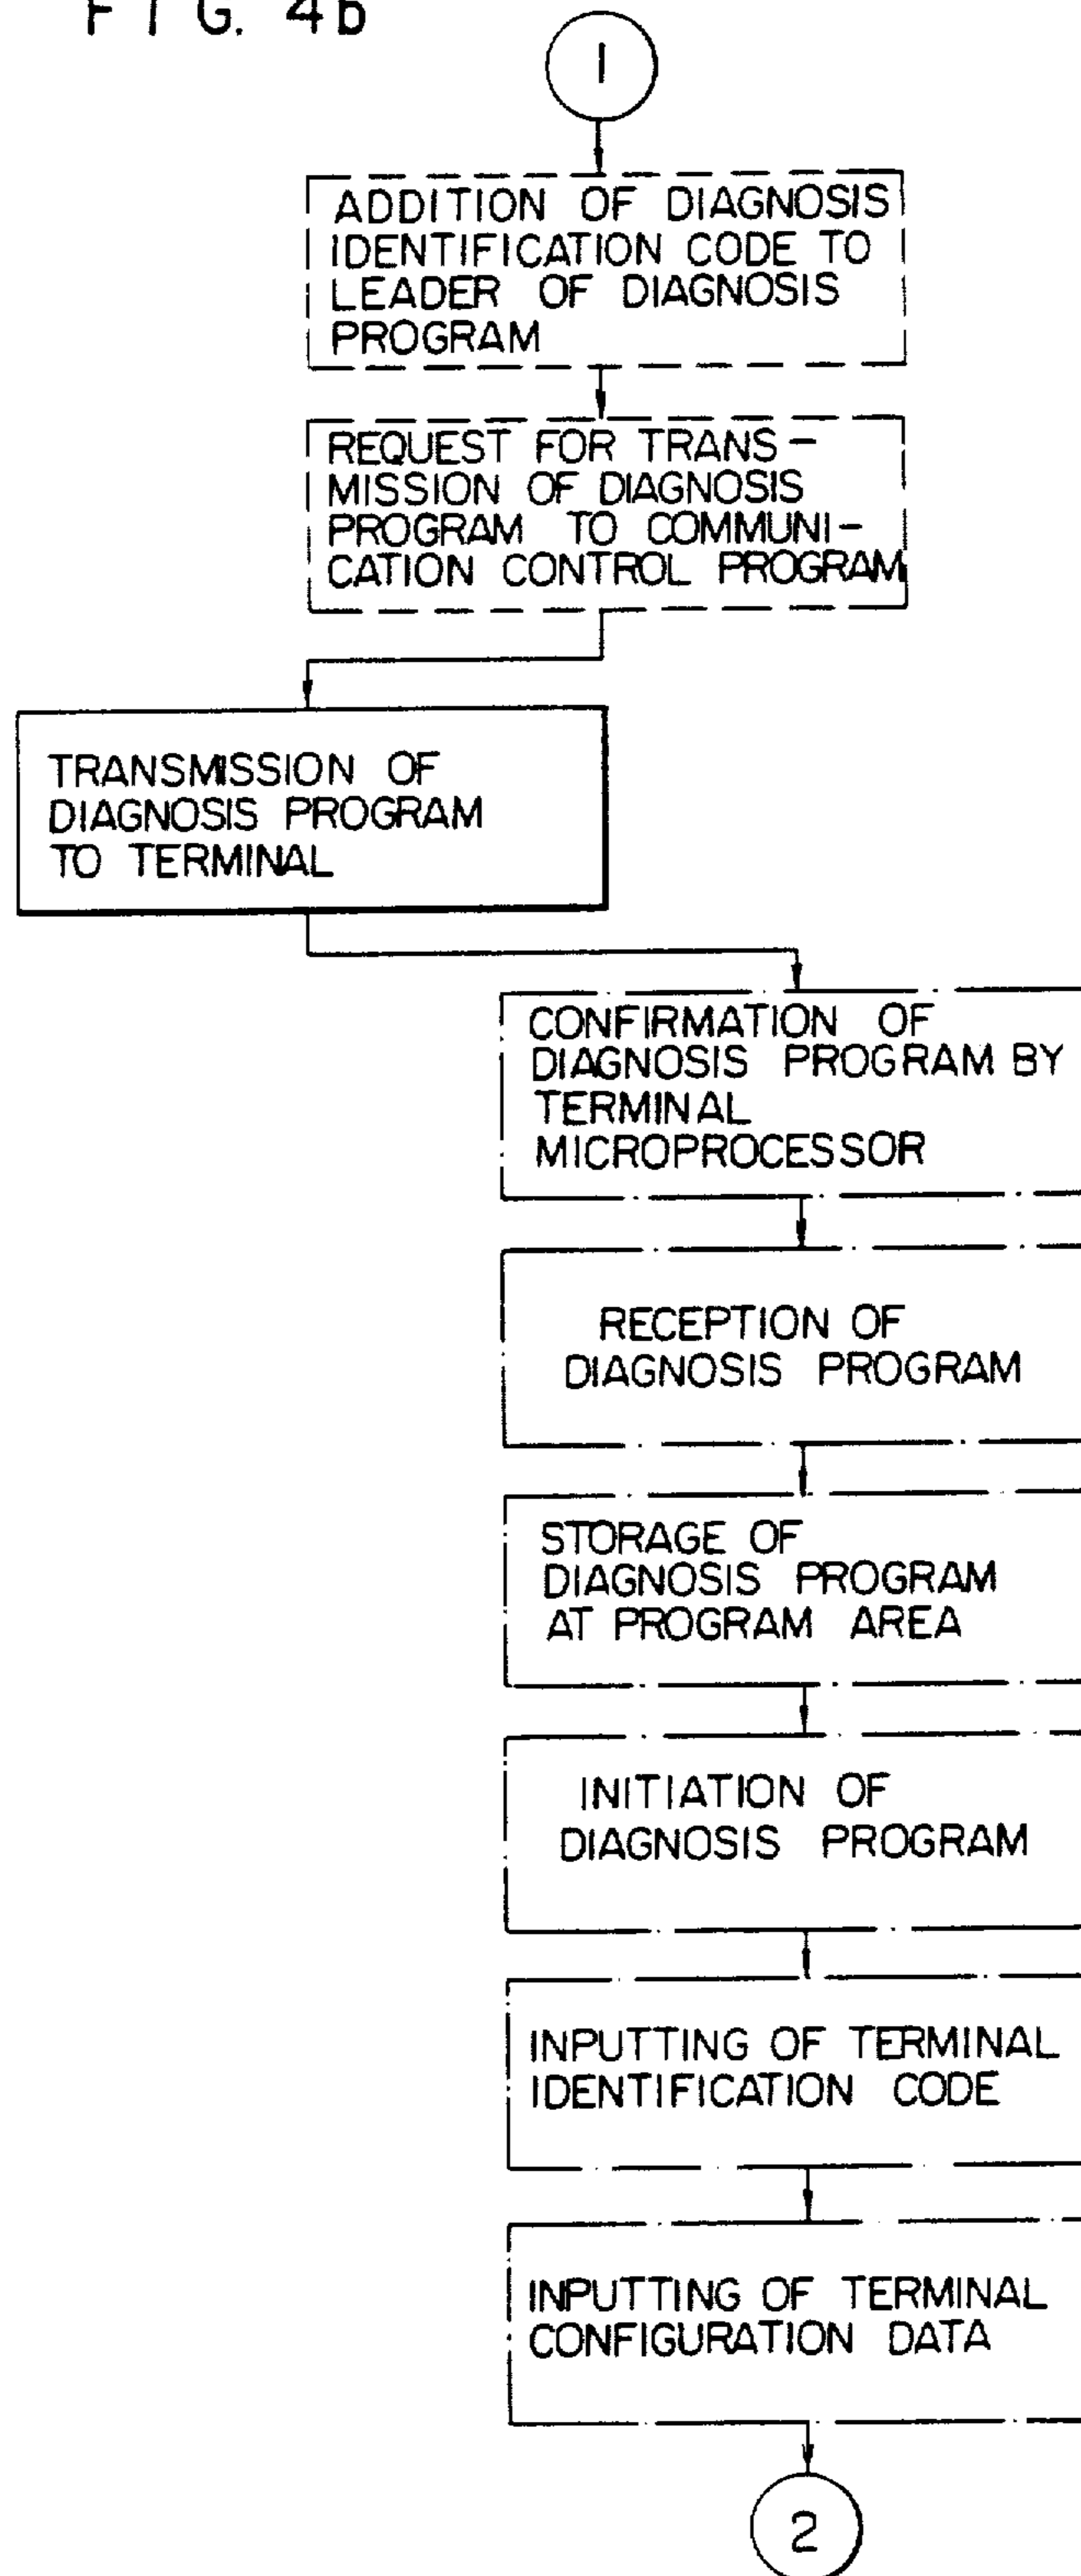 FIG. 4b
1
ADDITION OF DIAGNOSIS
IDENTIFICATION CODE TO
LEADER OF DIAGNOSIS
PROGRAM
REQUEST FOR TRANS-
MISSION OF DIAGNOSIS
PROGRAM TO COMMUNI-
CATION CONTROL PROGRAM
TRANSMISSION OF
DIAGNOSIS PROGRAM
TO TERMINAL
CONFIRMATION OF
DIAGNOSIS PROGRAM BY
TERMINAL
MICROPROCESSOR
RECEPTION OF
DIAGNOSIS PROGRAM
STORAGE OF
DIAGNOSIS PROGRAM
AT PROGRAM AREA
INITIATION OF
DIAGNOSIS PROGRAM
INPUTTING OF TERMINAL
IDENTIFICATION CODE
INPUTTING OF TERMINAL
CONFIGURATION DATA
2